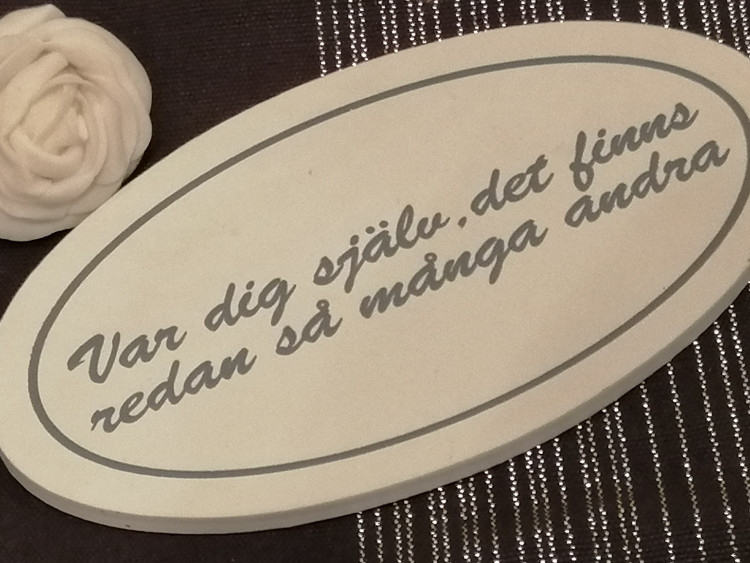 Var dig själv, det finns
redan så många andra